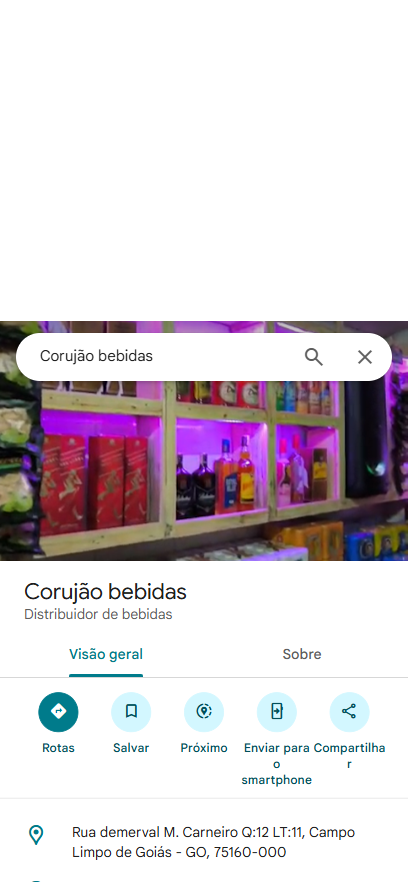 Corujão bebidas
Corujão bebidas
Distribuidor de bebidas
Visão geral
Sobre
Rotas
Salvar
Próximo
Enviar para o smartphone
Compartilhar
Rua demerval M. Carneiro Q:12 LT:11, Campo
Limpo de Goiás - GO, 75160-000